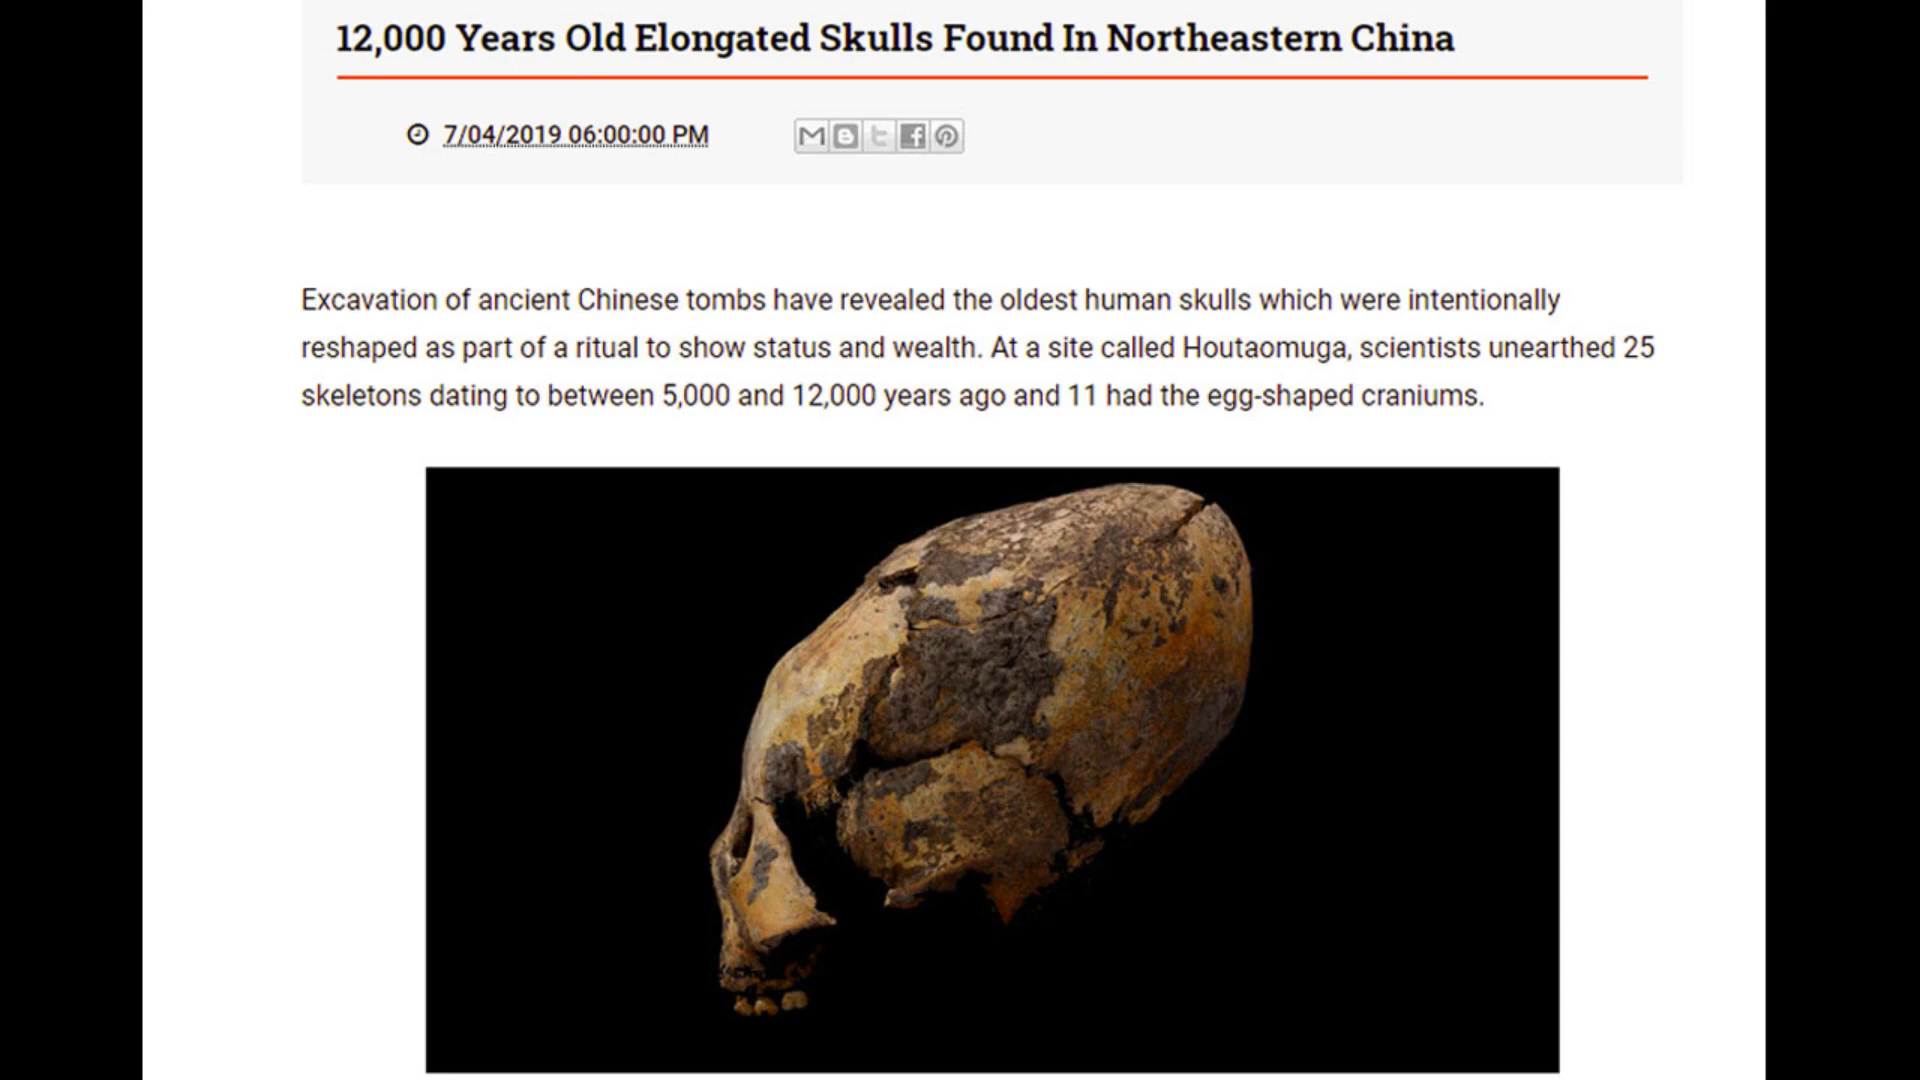 12,000 Years Old Elongated Skulls Found In Northeastern China
7/04/2019 06:00:00 PM
Excavation of ancient Chinese tombs have revealed the oldest human skulls which were intentionally
reshaped as part of a ritual to show status and wealth. At a site called Houtaomuga, scientists unearthed 25
skeletons dating to between 5,000 and 12,000 years ago and 11 had the egg-shaped craniums.